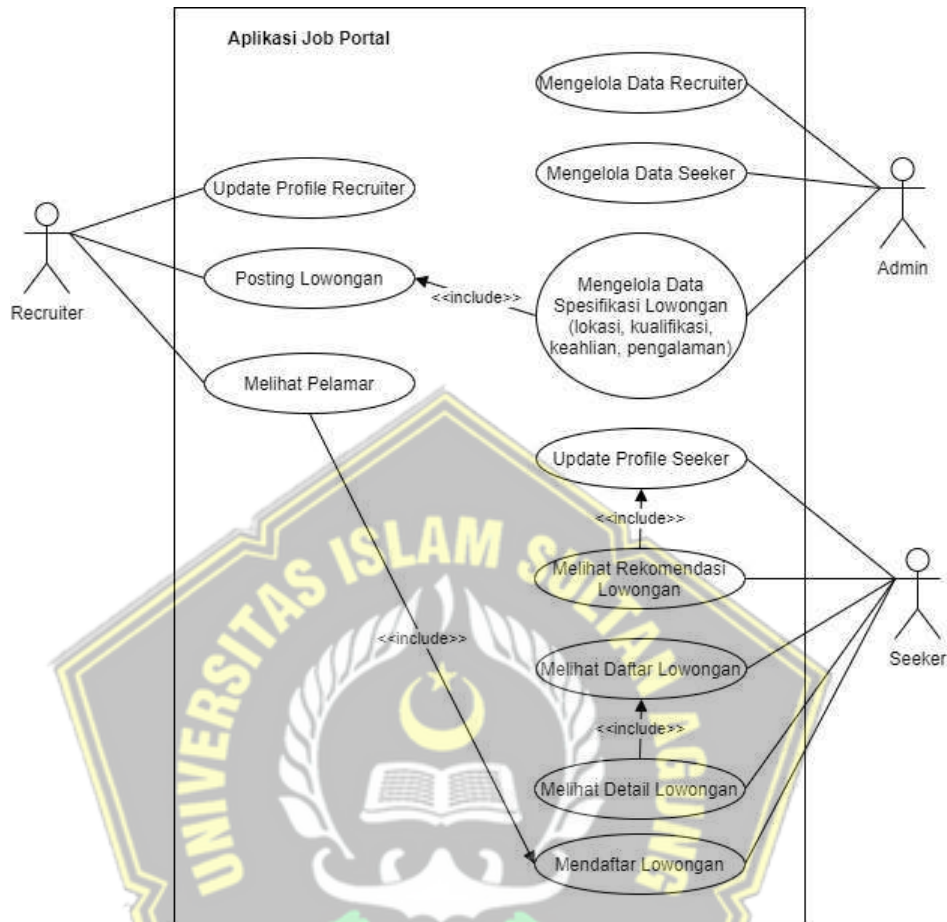 Aplikasi Job Portal
Mengelola Data Recruiter
Mengelola Data Seeker
Update Profile Recruiter
Posting Lowongan
<<include>>
Mengelola Data
Spesifikasi Lowongan
(lokasi, kualifikasi,
keahlian, pengalaman)
Recruiter
Admin
Melihat Pelamar
Update Profile Seeker
<<include>>
Melihat Rekomendasi
Lowongan
<<include>>
Melihat Daftar Lowongan
Seeker
<<include>>
Melihat Detail Lowongan
Mendaftar Lowongan
UNIVERSITAS ISLAM SULTAN AGUNG